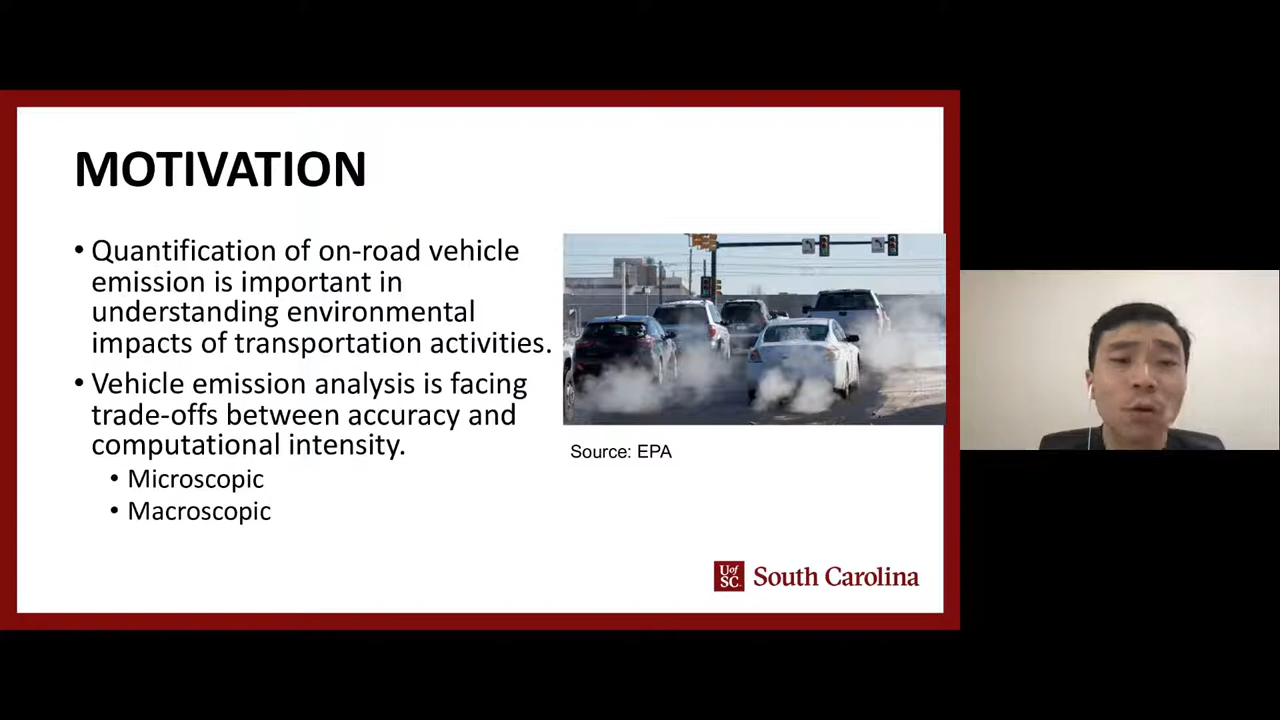 MOTIVATION
• Quantification of on-road vehicle
emission is important in
understanding environmental
impacts of transportation activities.
• Vehicle emission analysis is facing
trade-offs between accuracy and
computational intensity.
• Microscopic
• Macroscopic
Source: EPA
U of
SC
South Carolina